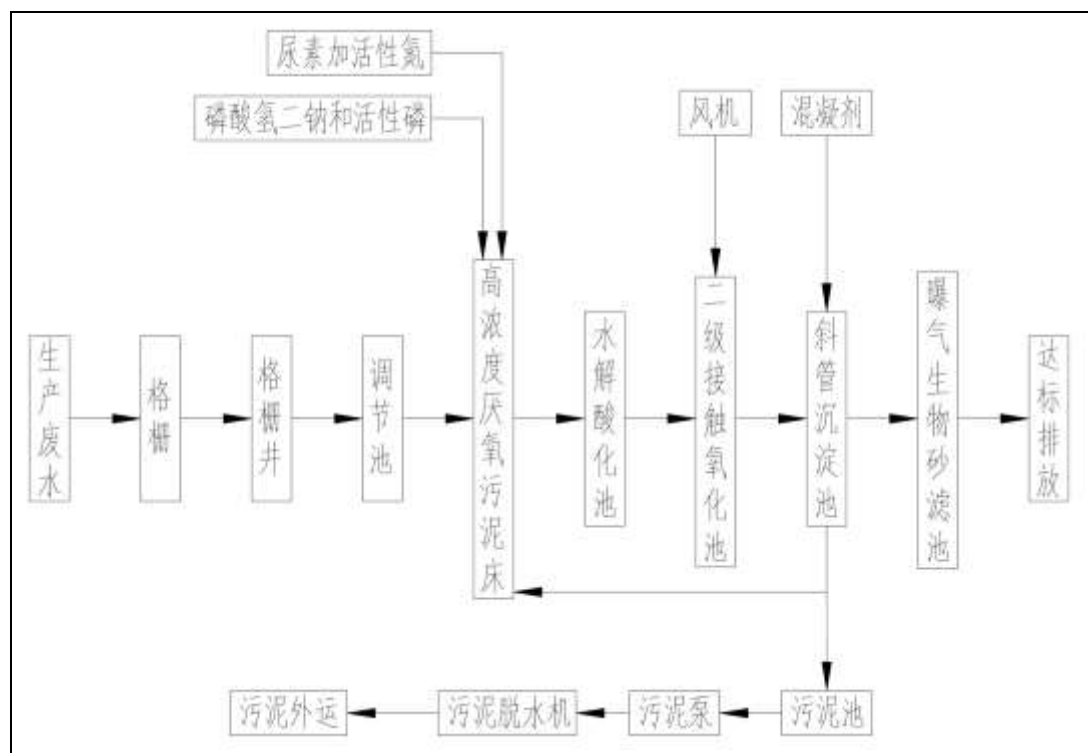 尿素加活性氮
磷酸氢二钠和活性磷
风机
混凝剂
生产废水
格栅
格栅井
调节池
高浓度厌氧污泥床
水解酸化池
二级接触氧化池
斜管沉淀池
曝气生物砂滤池
达标排放
污泥外运
污泥脱水机
污泥泵
污泥池